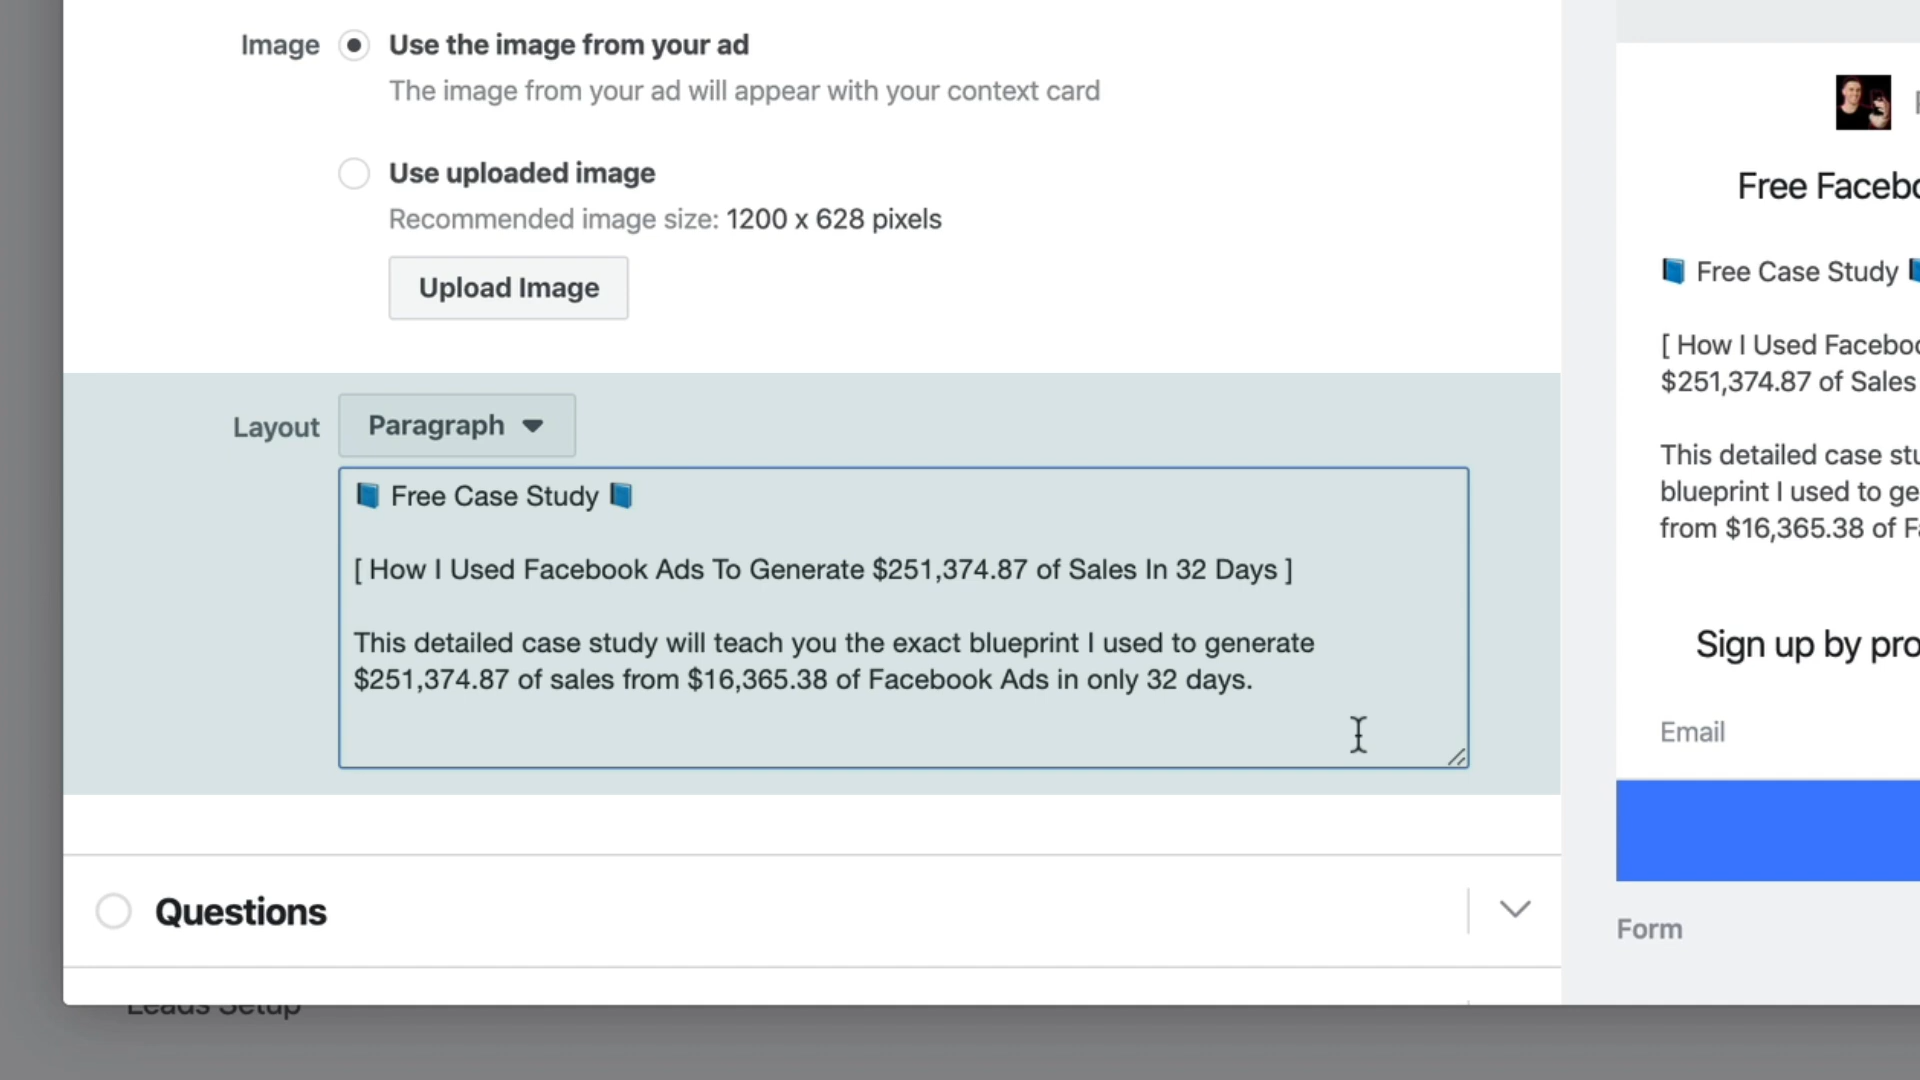 Image
Use the image from your ad
The image from your ad will appear with your context card
Use uploaded image
Recommended image size: 1200 x 628 pixels
Upload Image
Layout
Paragraph
📘 Free Case Study 📘
[ How I Used Facebook Ads To Generate $251,374.87 of Sales In 32 Days ]
This detailed case study will teach you the exact blueprint I used to generate
$251,374.87 of sales from $16,365.38 of Facebook Ads in only 32 days.
Questions
Leads Setup
Free Facebo
📘 Free Case Study
[ How I Used Faceboo
$251,374.87 of Sales
This detailed case stu
blueprint I used to ge
from $16,365.38 of Fa
Sign up by pro
Email
Form